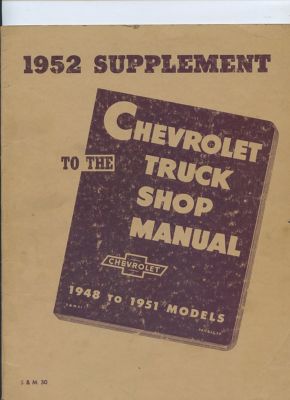 1952 SUPPLEMENT
TO THE
CHEVROLET
TRUCK
SHOP
MANUAL
CHEVROLET
1948 TO 1951 MODELS
S & M. 30